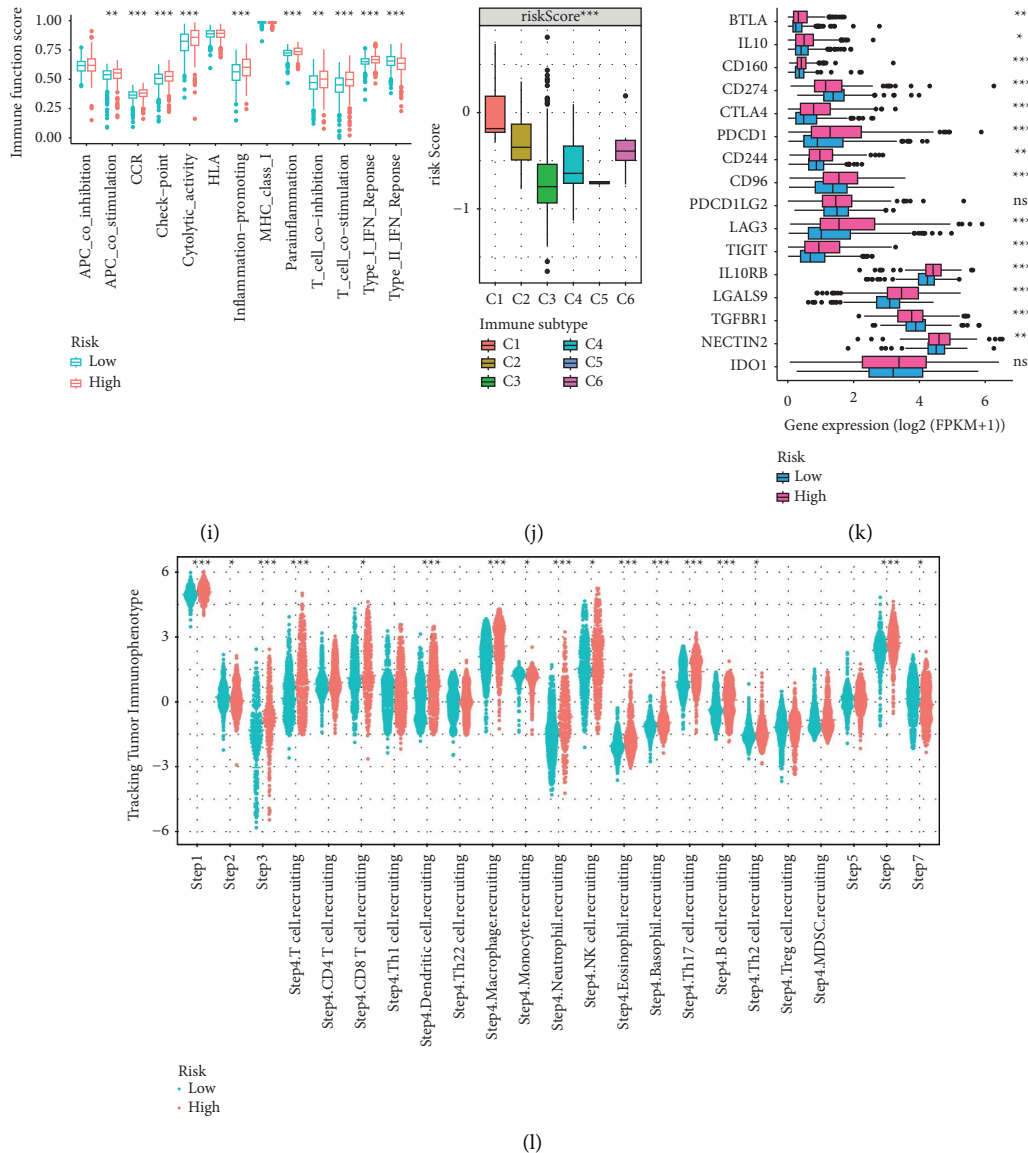 Immune function score
1.00
0.75
0.50
0.25
0.00
** *** *** *** *** *** ** *** *** ***
APC_co_inhibition
APC_co_stimulation
CCR
Check-point
Cytolytic_activity
HLA
Inflammation-promoting
MHC_class_I
Parainflammation
T_cell_co-inhibition
T_cell_co-stimulation
Type_I_IFN_Reponse
Type_II_IFN_Reponse
Risk
Low
High
(i)
riskScore***
risk Score
0
−1
C1 C2 C3 C4 C5 C6
Immune subtype
C1
C2
C3
C4
C5
C6
(j)
BTLA
IL10
CD160
CD274
CTLA4
PDCD1
CD244
CD96
PDCD1LG2
LAG3
TIGIT
IL10RB
LGALS9
TGFBR1
NECTIN2
IDO1
**
*
***
***
***
***
**
***
ns
***
***
***
***
***
**
ns
0 2 4 6
Gene expression (log2 (FPKM+1))
Risk
Low
High
(k)
Tracking Tumor Immunophenotype
6
3
0
−3
−6
*** * *** *** * *** *** * *** *** *** *** *** *** * *** *
Step1
Step2
Step3
Step4.T cell.recruiting
Step4.CD4 T cell.recruiting
Step4.CD8 T cell.recruiting
Step4.Th1 cell.recruiting
Step4.Dendritic cell.recruiting
Step4.Th22 cell.recruiting
Step4.Macrophage.recruiting
Step4.Monocyte.recruiting
Step4.Neutrophil.recruiting
Step4.NK cell.recruiting
Step4.Eosinophil.recruiting
Step4.Basophil.recruiting
Step4.Th17 cell.recruiting
Step4.B cell.recruiting
Step4.Th2 cell.recruiting
Step4.Treg cell.recruiting
Step4.MDSC.recruiting
Step5
Step6
Step7
Risk
Low
High
(l)